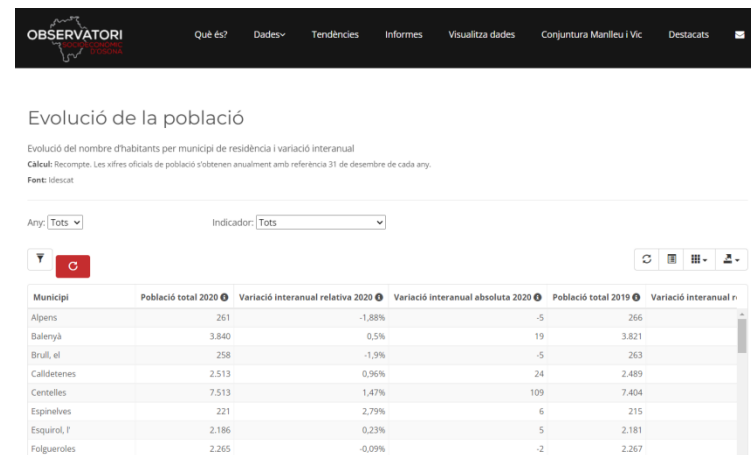 OBSERVATORI
SOCIOECONÒMIC
D'OSONA
Què és? Dades Tendències Informes Visualitza dades Conjuntura Manlleu i Vic Destacats
Evolució de la població
Evolució del nombre d'habitants per municipi de residència i variació interanual
Càlcul: Recompte. Les xifres oficials de població s'obtenen anualment amb referència 31 de desembre de cada any.
Font: Idescat
Any: Tots Indicador: Tots
Municipi Població total 2020 Variació interanual relativa 2020 Variació interanual absoluta 2020 Població total 2019 Variació interanual
Alpens 261 -1,88% -5 266
Balenyà 3.840 0,5% 19 3.821
Brull, el 258 -1,9% -5 263
Calldetenes 2.513 0,96% 24 2.489
Centelles 7.513 1,47% 109 7.404
Espinelves 221 2,79% 6 215
Esquirol, l' 2.186 0,23% 5 2.181
Folgueroles 2.265 -0,09% -2 2.267